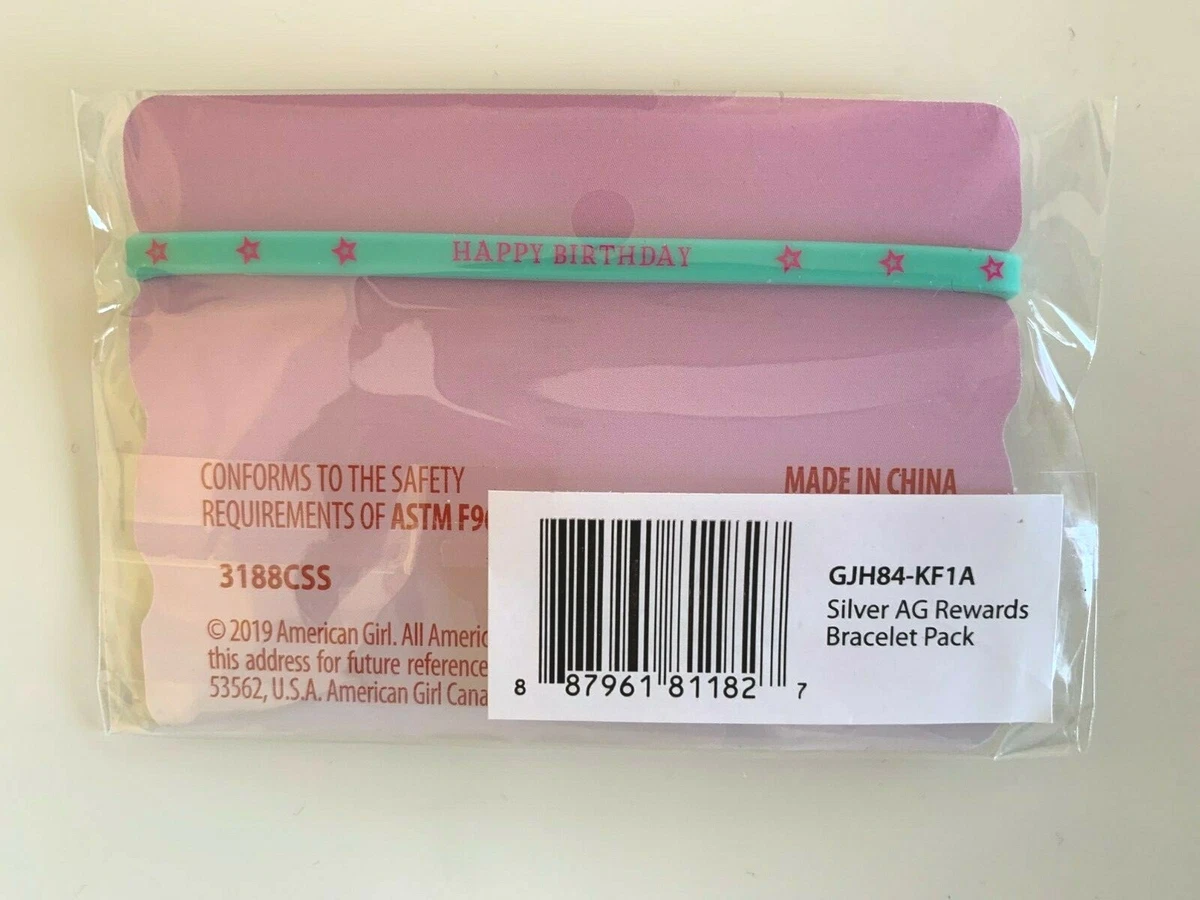 HAPPY BIRTHDAY
CONFORMS TO THE SAFETY
REQUIREMENTS OF ASTM
MADE IN CHINA
3188CSS
© 2019 American Girl. All
this address for future reference
53562, U.S.A. American Girl
GJH84-KF1A
Silver AG Rewards
Bracelet Pack
8 87961 81182 7